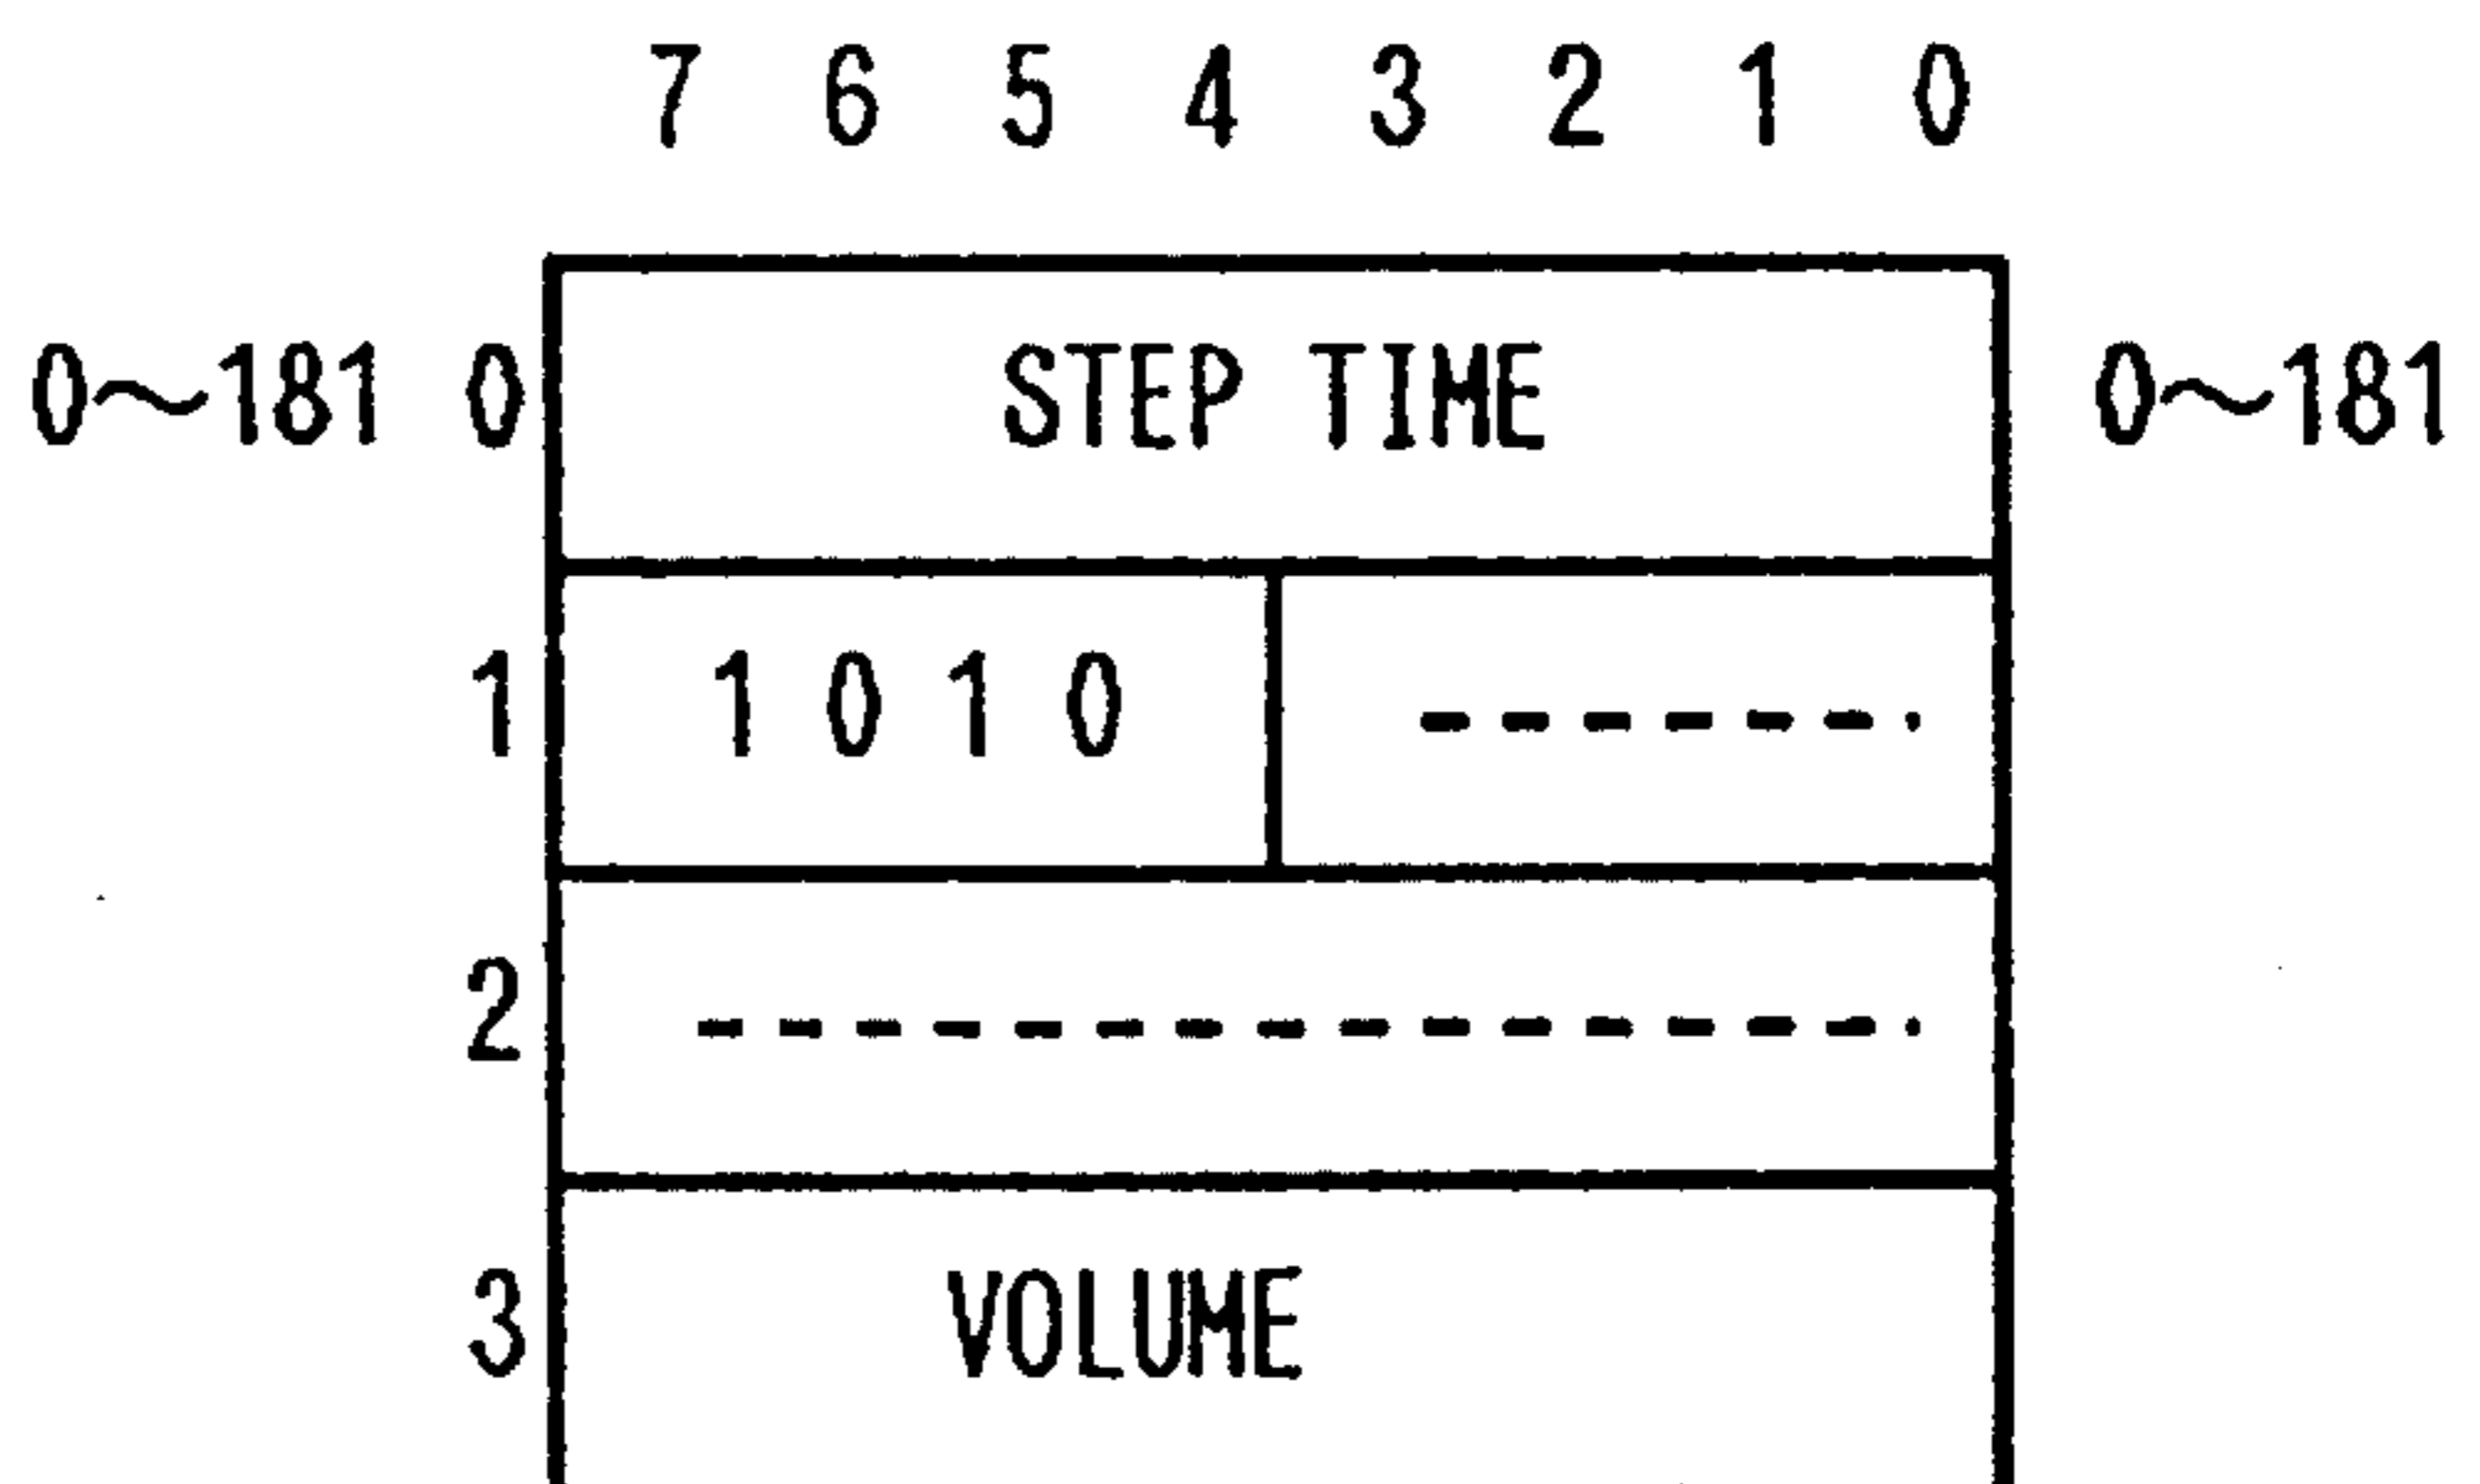 7 6 5 4 3 2 1 0
0~181 0 STEP TIME 0~181
1 1 0 1 0 ------
2 ---------------
3 VOLUME